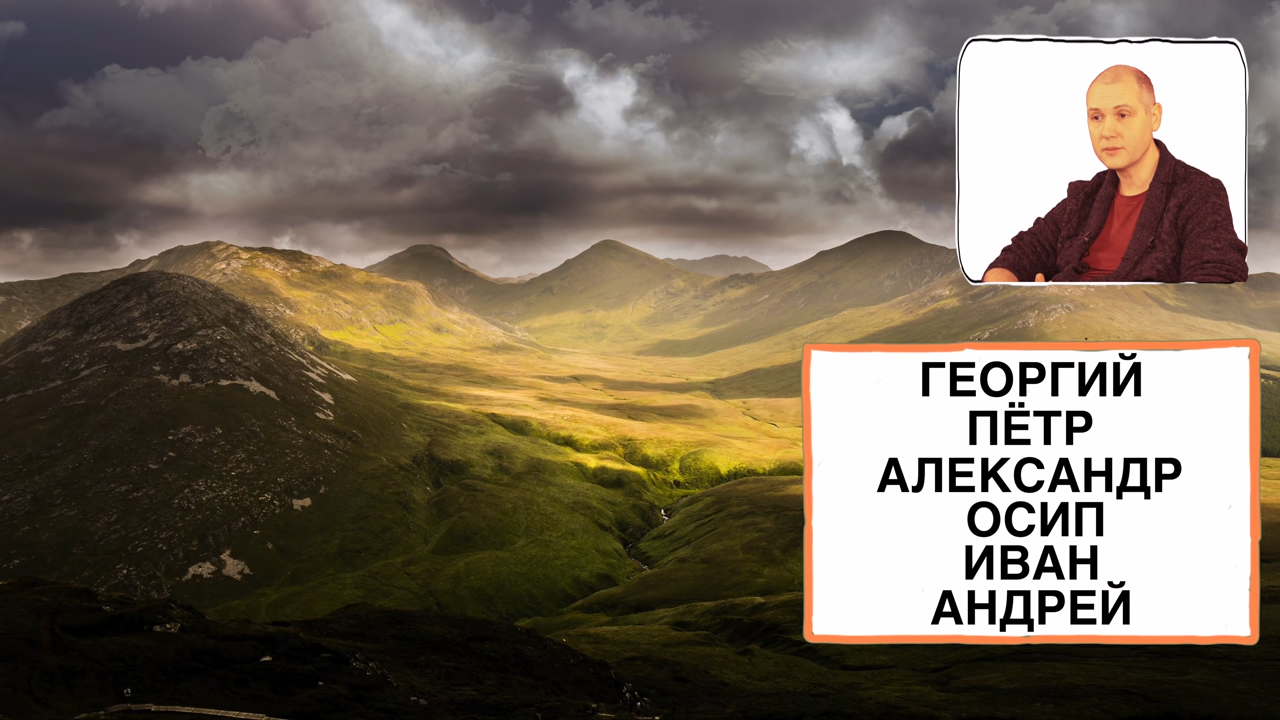 ГЕОРГИЙ
ПЁТР
АЛЕКСАНДР
ОСИП
ИВАН
АНДРЕЙ